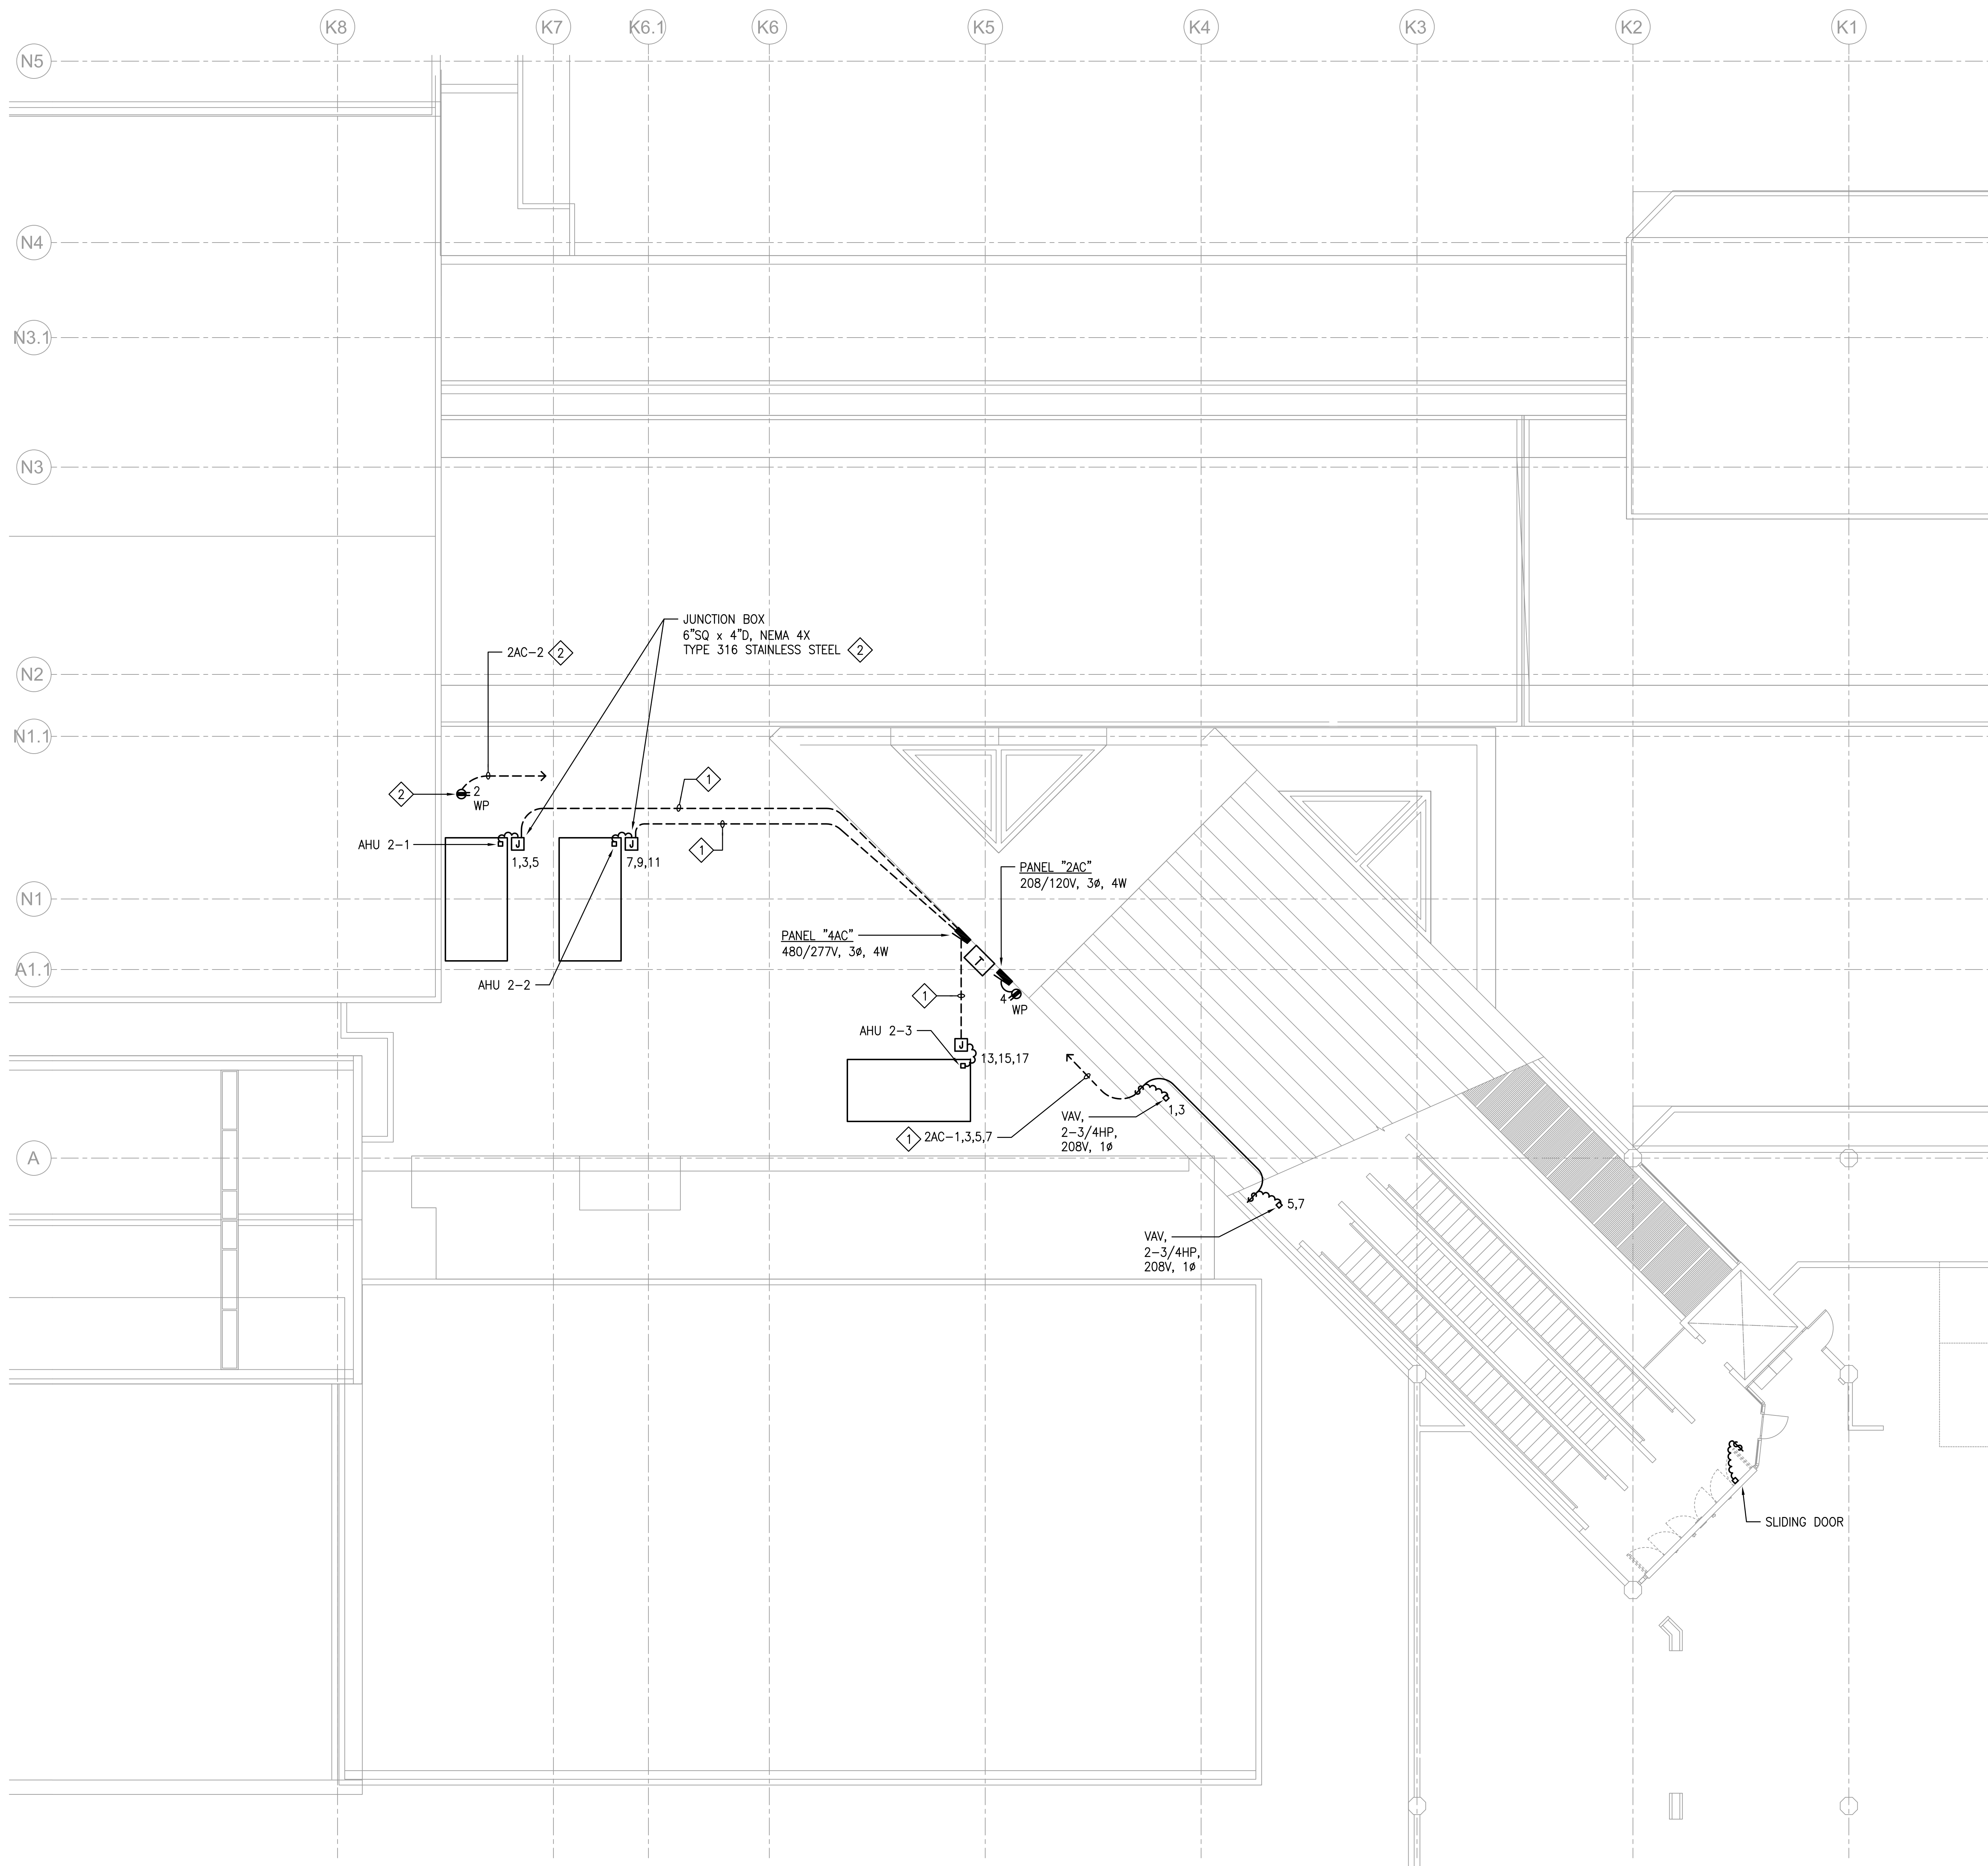 K8
K7
K6.1
K6
K5
K4
K3
K2
K1
N5
N4
N3.1
N3
N2
N1.1
N1
A1.1
A
JUNCTION BOX
6"SQ x 4"D, NEMA 4X
TYPE 316 STAINLESS STEEL 2
2AC-2 2
2
2
WP
1
1
AHU 2-1
J
1,3,5
J
7,9,11
AHU 2-2
PANEL "2AC"
208/120V, 3ø, 4W
PANEL "4AC"
480/277V, 3ø, 4W
T
4
WP
1
AHU 2-3
J
13,15,17
1 2AC-1,3,5,7
VAV,
2-3/4HP,
208V, 1ø
1,3
5,7
VAV,
2-3/4HP,
208V, 1ø
SLIDING DOOR